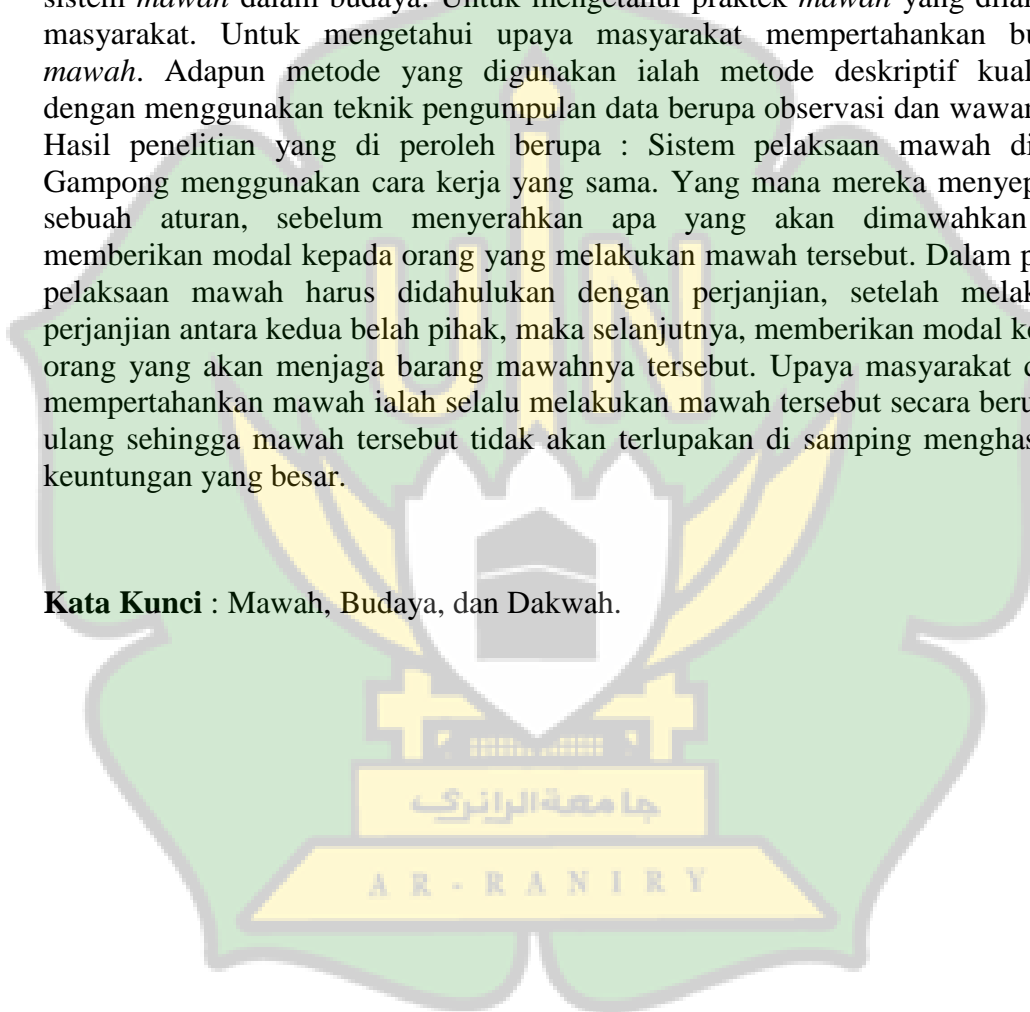 sistem mawah dalam budaya. Untuk mengetahui praktek mawah yang dila
masyarakat. Untuk mengetahui upaya masyarakat mempertahankan bu
mawah. Adapun metode yang digunakan ialah metode deskriptif kual
dengan menggunakan teknik pengumpulan data berupa observasi dan wawan
Hasil penelitian yang di peroleh berupa : Sistem pelaksaan mawah di
Gampong menggunakan cara kerja yang sama. Yang mana mereka menyep
sebuah aturan, sebelum menyerahkan apa yang akan dimawahkan
memberikan modal kepada orang yang melakukan mawah tersebut. Dalam p
pelaksaan mawah harus didahulukan dengan perjanjian, setelah melak
perjanjian antara kedua belah pihak, maka selanjutnya, memberikan modal ke
orang yang akan menjaga barang mawahnya tersebut. Upaya masyarakat d
mempertahankan mawah ialah selalu melakukan mawah tersebut secara beru
ulang sehingga mawah tersebut tidak akan terlupakan di samping menghas
keuntungan yang besar.
Kata Kunci : Mawah, Budaya, dan Dakwah.
UIN
جامعة الرانري
AR-RANIRY